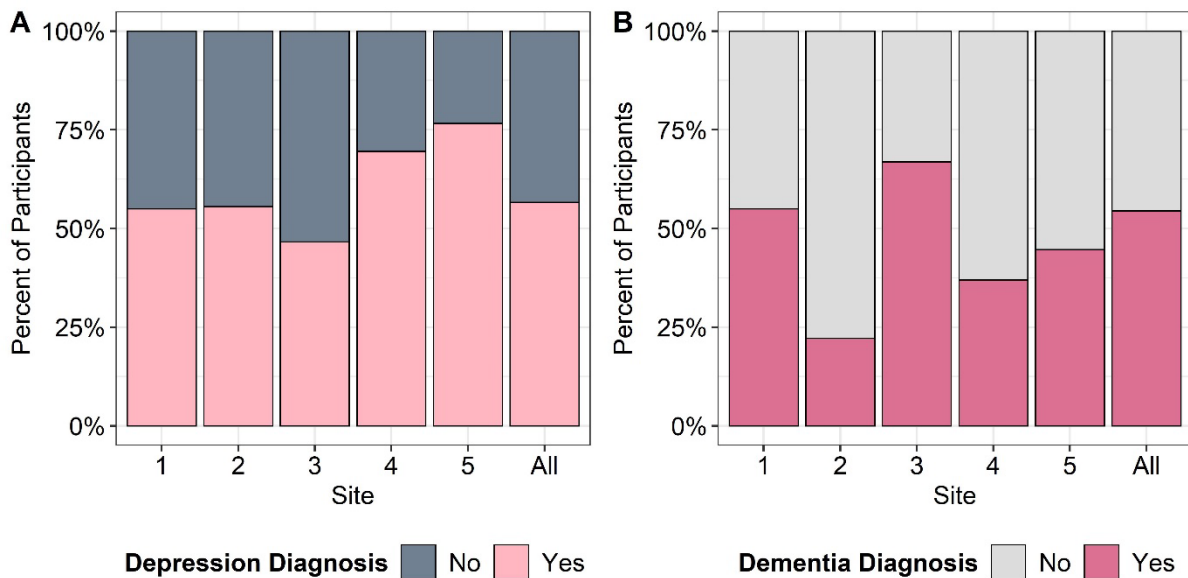 A
Percent of Participants
100%
75%
50%
25%
0%
1 2 3 4 5 All
Site
Depression Diagnosis No Yes
B
Percent of Participants
100%
75%
50%
25%
0%
1 2 3 4 5 All
Site
Dementia Diagnosis No Yes